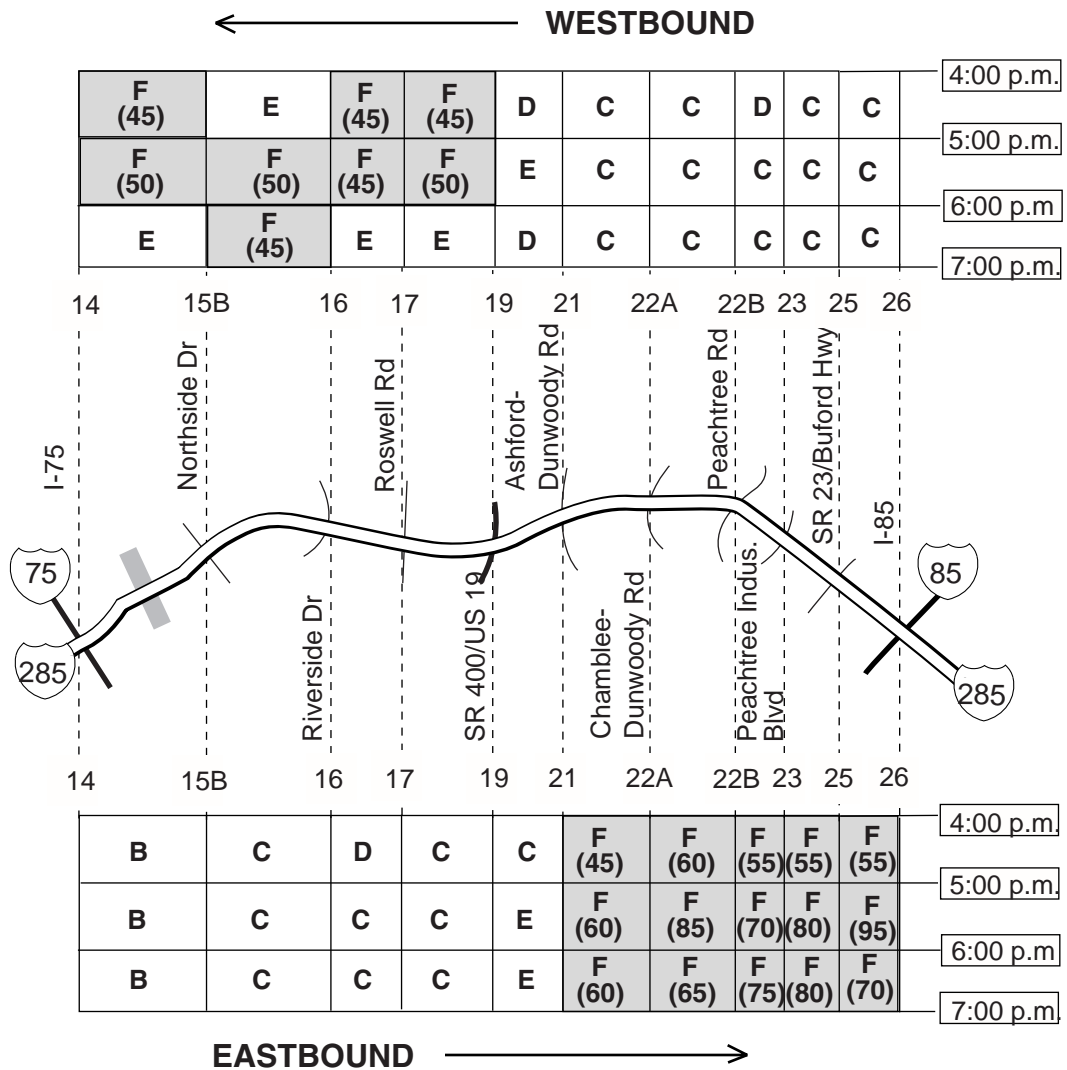 WESTBOUND
F F F 4:00 p.m.
(45) E (45) (45) D C C D C C
5:00 p.m.
F F F F
(50) (50) (45) (50) E C C C C C
6:00 p.m
E F E E D C C C C C
(45)
7:00 p.m.
14 15B 16 17 19 21 22A 22B 23 25 26
I-75
Northside Dr
Roswell Rd
Ashford-
Dunwoody Rd
Peachtree Rd
SR 23/Buford Hwy
I-85
75
285
85
285
Riverside Dr
SR 400/US 19
Chamblee-
Dunwoody Rd
Peachtree Indus.
Blvd
14 15B 16 17 19 21 22A 22B 23 25 26
4:00 p.m.
B C D C C F F F F F
(45) (60) (55) (55) (55)
5:00 p.m.
B C C C E F F F F F
(60) (85) (70) (80) (95)
6:00 p.m
B C C C E F F F F F
(60) (65) (75) (80) (70)
7:00 p.m.
EASTBOUND